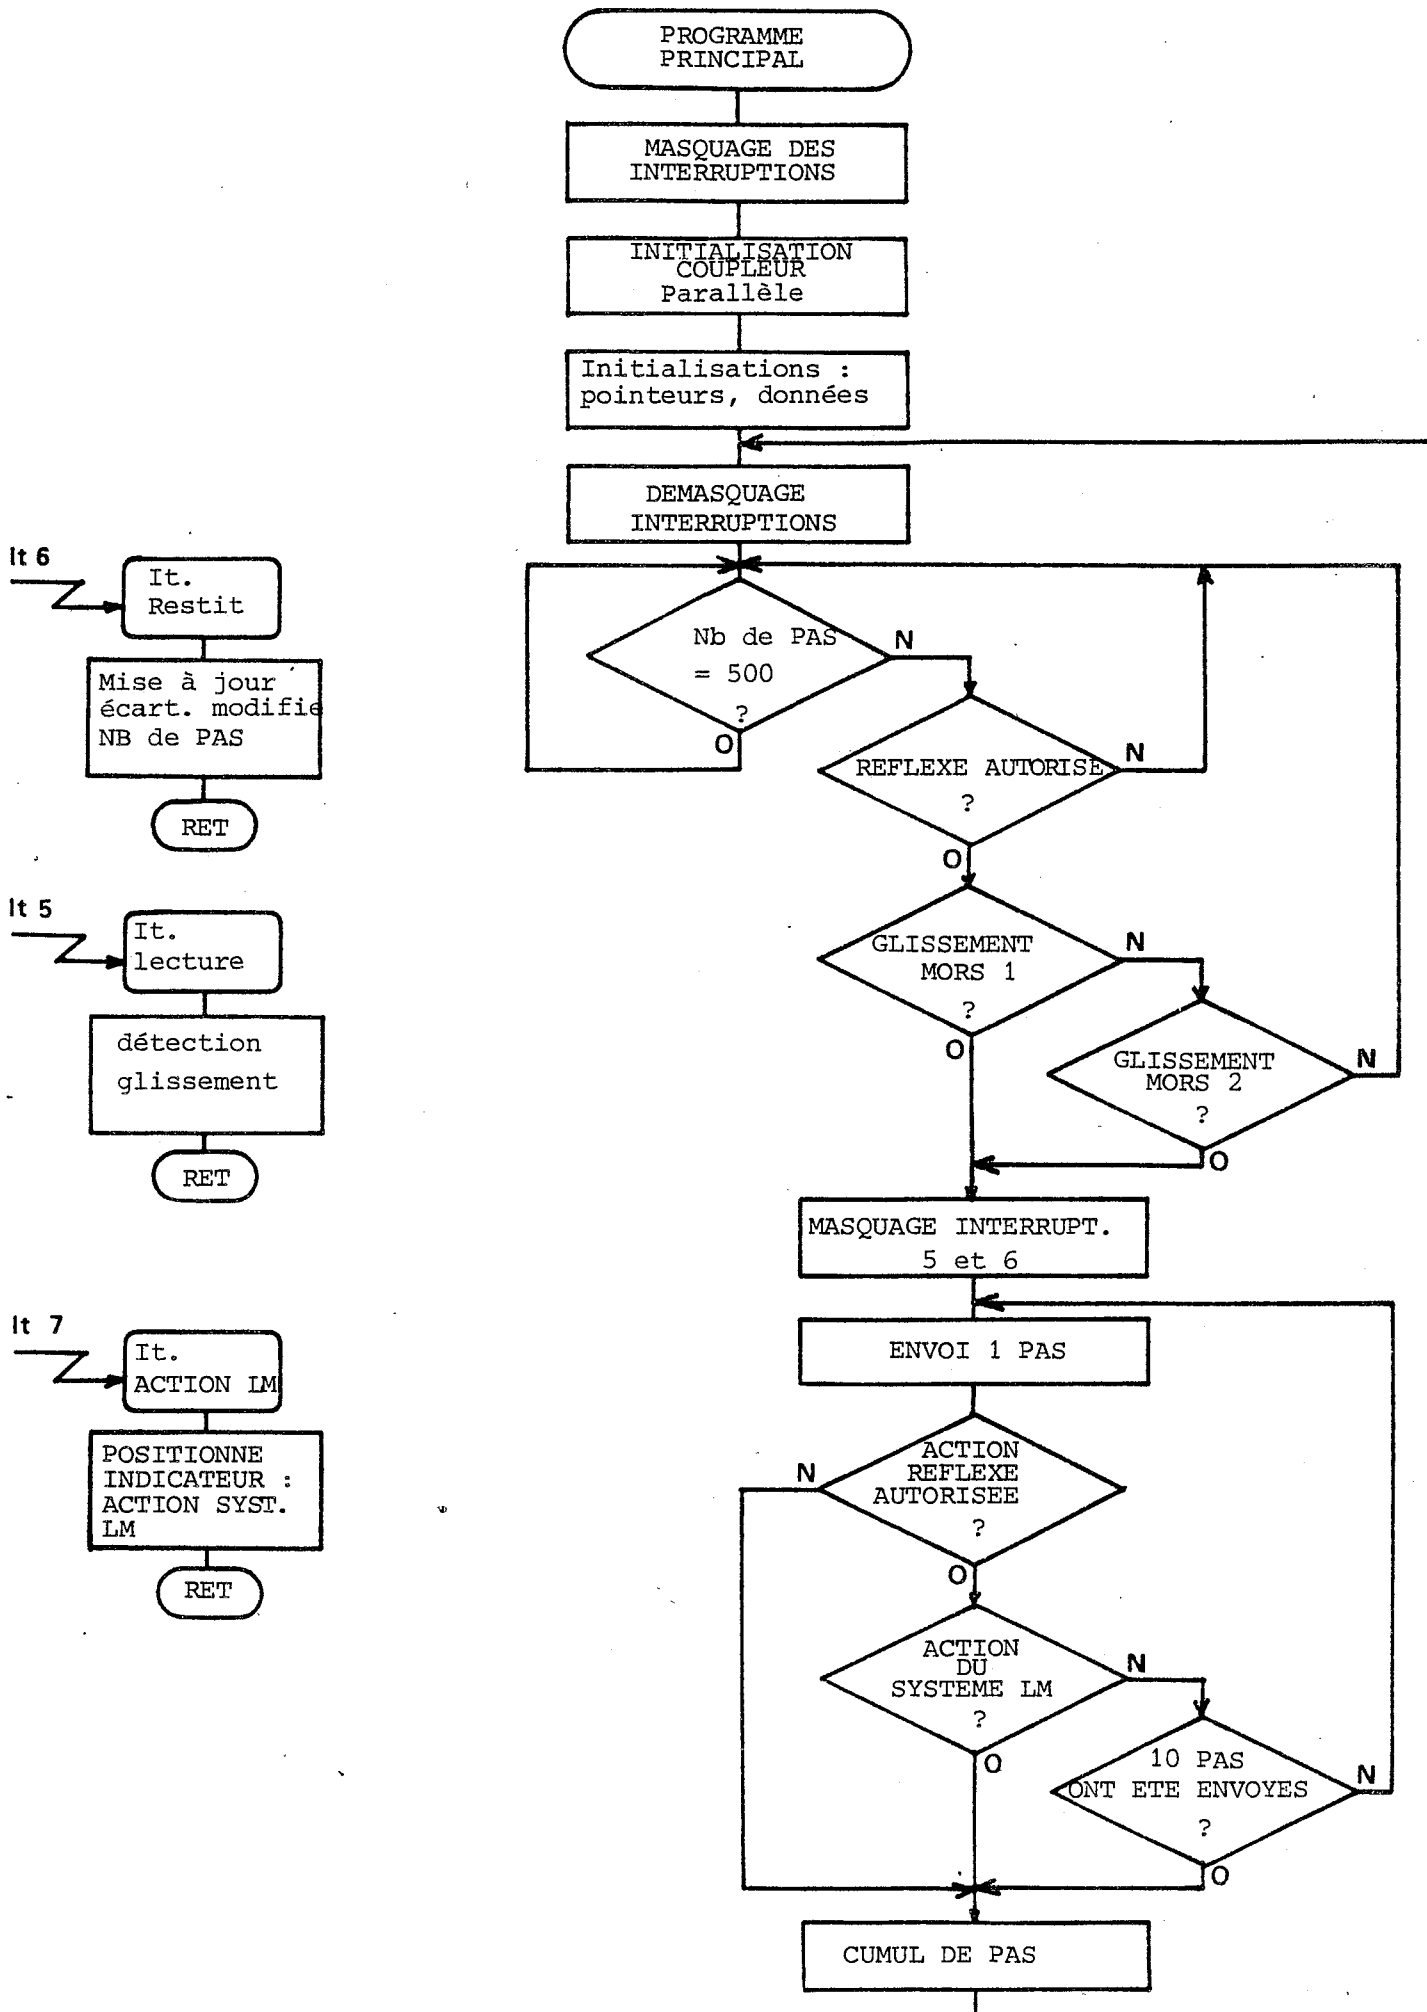 PROGRAMME
PRINCIPAL
MASQUAGE DES
INTERRUPTIONS
INITIALISATION
COUPLEUR
Parallèle
Initialisations :
pointeurs, données
DEMASQUAGE
INTERRUPTIONS
Nb de PAS
= 500
?
N
O
REFLEXE AUTORISE
?
N
O
GLISSEMENT
MORS 1
?
N
O
GLISSEMENT
MORS 2
?
N
O
MASQUAGE INTERRUPT.
5 et 6
ENVOI 1 PAS
ACTION
REFLEXE
AUTORISEE
?
N
O
ACTION
DU
SYSTEME LM
?
N
O
10 PAS
ONT ETE ENVOYES
?
N
O
CUMUL DE PAS
It 6
It.
Restit
Mise à jour
écart. modifie
NB de PAS
RET
It 5
It.
lecture
détection
glissement
RET
It 7
It.
ACTION LM
POSITIONNE
INDICATEUR :
ACTION SYST.
LM
RET